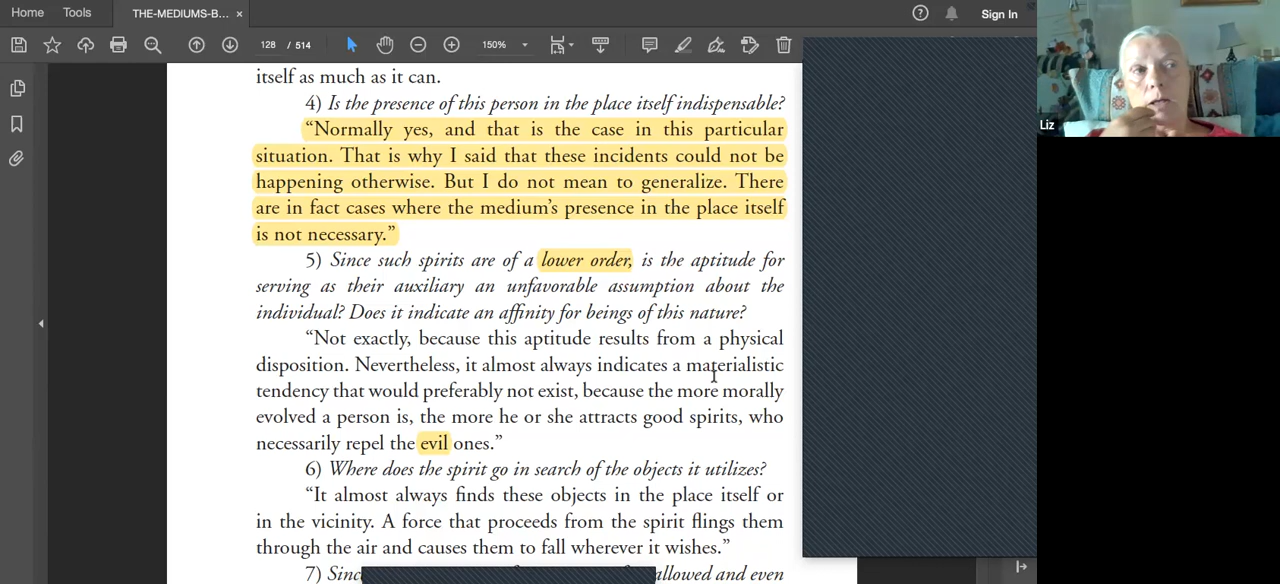 Home Tools THE-MEDIUMS-B... × Sign In
128 / 514 150%
Liz
itself as much as it can.
4) Is the presence of this person in the place itself indispensable?
“Normally yes, and that is the case in this particular
situation. That is why I said that these incidents could not be
happening otherwise. But I do not mean to generalize. There
are in fact cases where the medium’s presence in the place itself
is not necessary.”
5) Since such spirits are of a lower order, is the aptitude for
serving as their auxiliary an unfavorable assumption about the
individual? Does it indicate an affinity for beings of this nature?
“Not exactly, because this aptitude results from a physical
disposition. Nevertheless, it almost always indicates a materialistic
tendency that would preferably not exist, because the more morally
evolved a person is, the more he or she attracts good spirits, who
necessarily repel the evil ones.”
6) Where does the spirit go in search of the objects it utilizes?
“It almost always finds these objects in the place itself or
in the vicinity. A force that proceeds from the spirit flings them
through the air and causes them to fall wherever it wishes.”
7) Sinc allowed and even